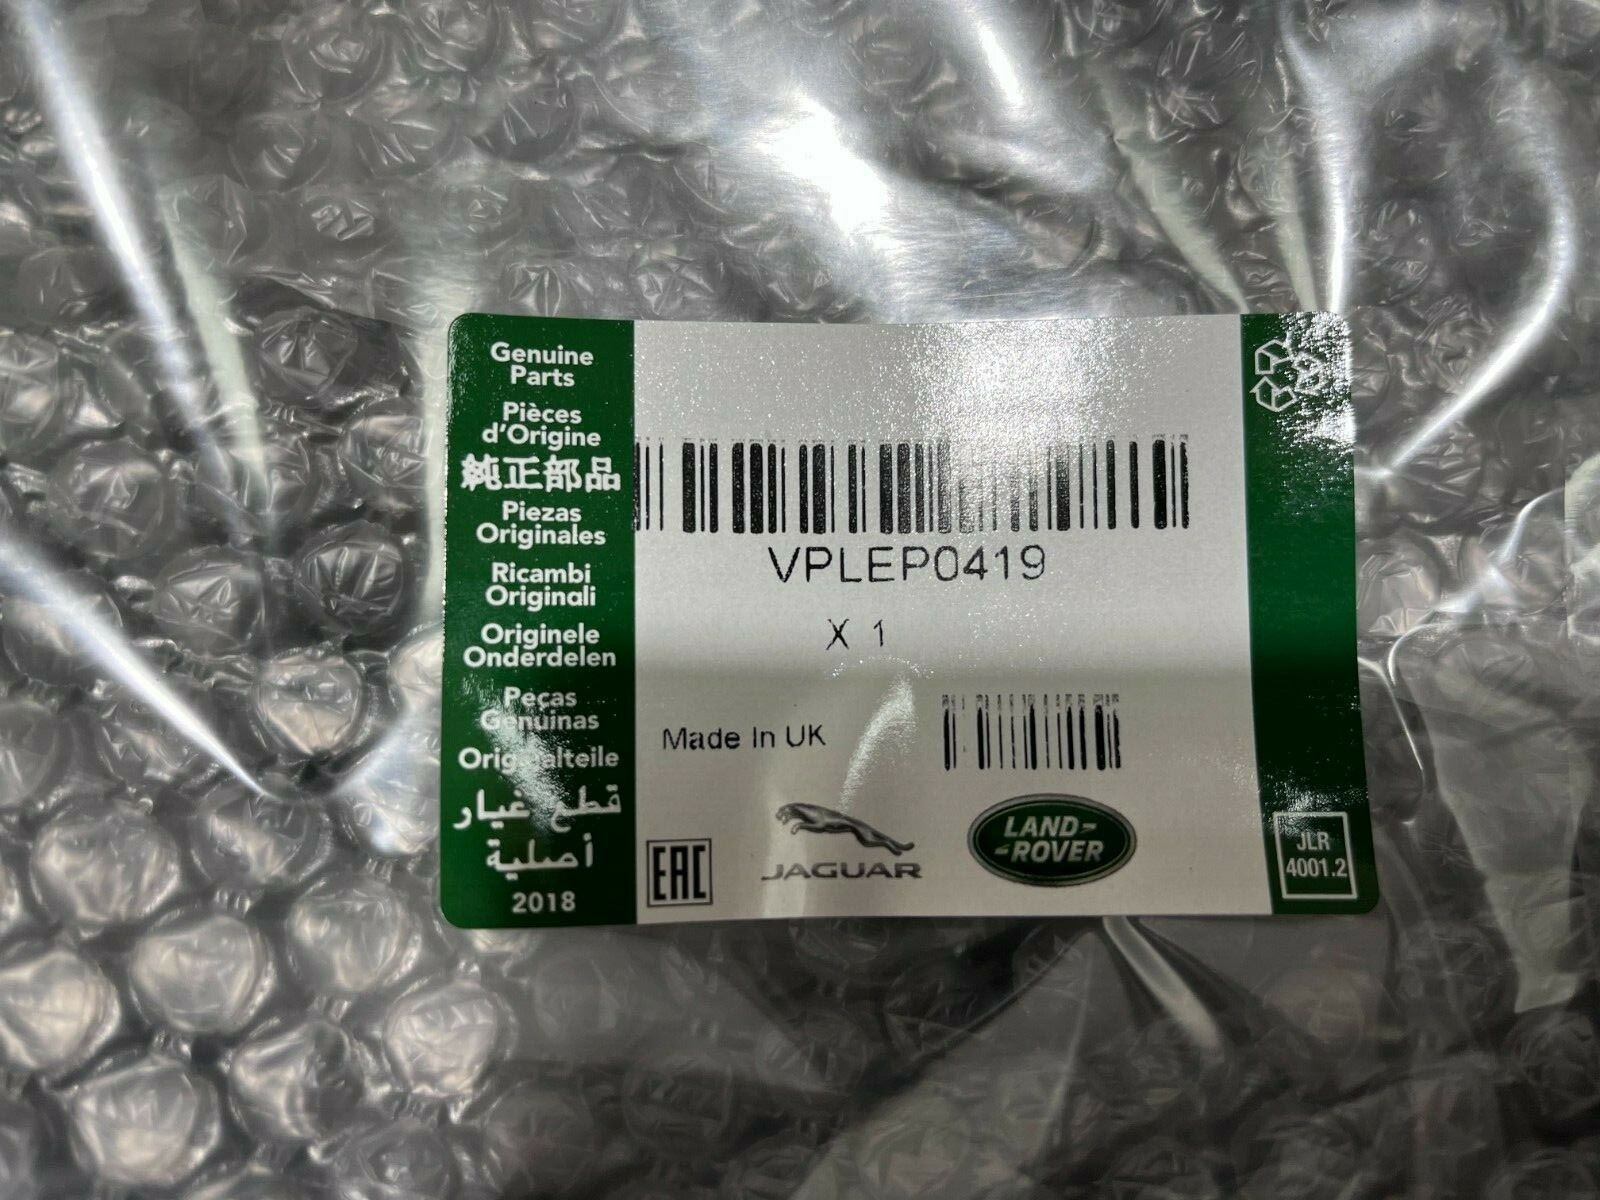 Genuine
Parts
Pièces
d'Origine
純正部品
Piezas
Originales
Ricambi
Originali
Originele
Onderdelen
Peças
Genuinas
Originalteile
قطع غيار
أصلية
2018
VPLEP0419
X 1
Made In UK
EAC
JAGUAR
LAND-
-ROVER
JLR
4001.2